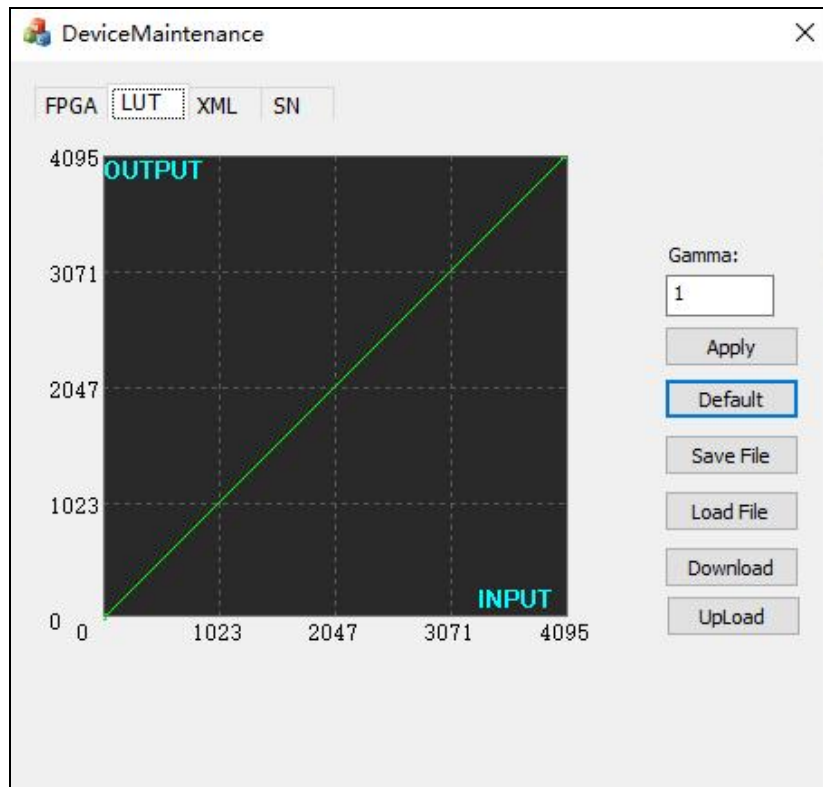 DeviceMaintenance
FPGA LUT XML SN
4095
OUTPUT
3071
2047
1023
0
INPUT
0 1023 2047 3071 4095
Gamma:
1
Apply
Default
Save File
Load File
Download
UpLoad